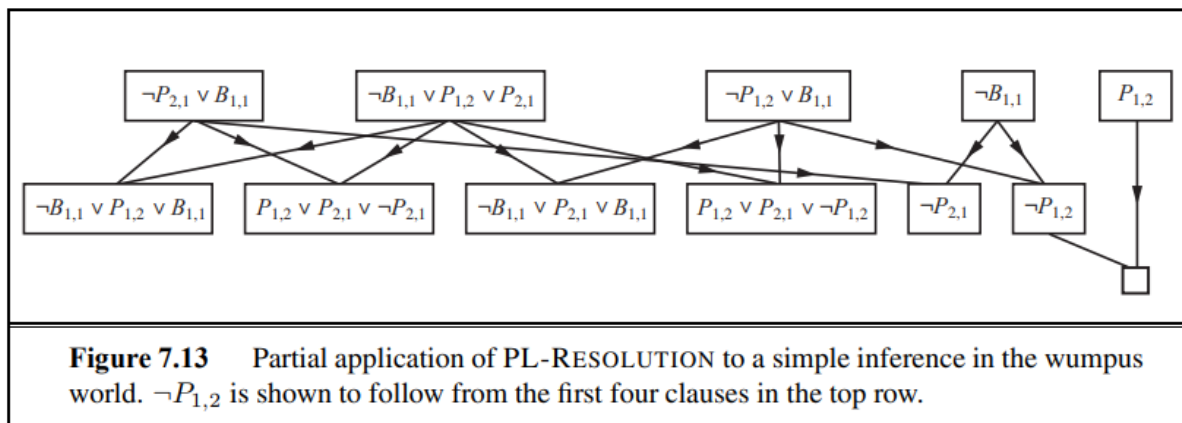 ¬P₂,₁ ∨ B₁,₁
¬B₁,₁ ∨ P₁,₂ ∨ P₂,₁
¬P₁,₂ ∨ B₁,₁
¬B₁,₁
P₁,₂
¬B₁,₁ ∨ P₁,₂ ∨ B₁,₁
P₁,₂ ∨ P₂,₁ ∨ ¬P₂,₁
¬B₁,₁ ∨ P₂,₁ ∨ B₁,₁
P₁,₂ ∨ P₂,₁ ∨ ¬P₁,₂
¬P₂,₁
¬P₁,₂
Figure 7.13 Partial application of PL-RESOLUTION to a simple inference in the wumpus
world. ¬P₁,₂ is shown to follow from the first four clauses in the top row.